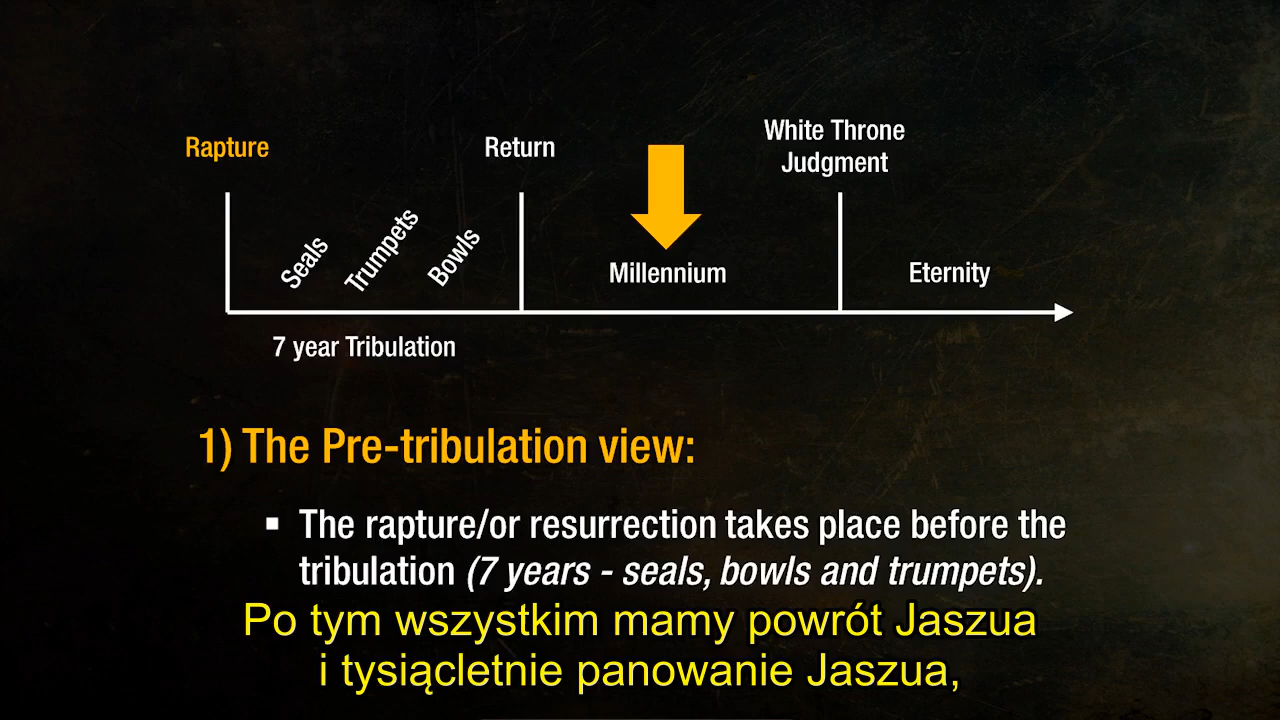 Rapture
Return
White Throne
Judgment
Seals
Trumpets
Bowls
Millennium
Eternity
7 year Tribulation
1) The Pre-tribulation view:
▪ The rapture/or resurrection takes place before the
tribulation (7 years - seals, bowls and trumpets).
Po tym wszystkim mamy powrót Jaszua
i tysiącletnie panowanie Jaszua,